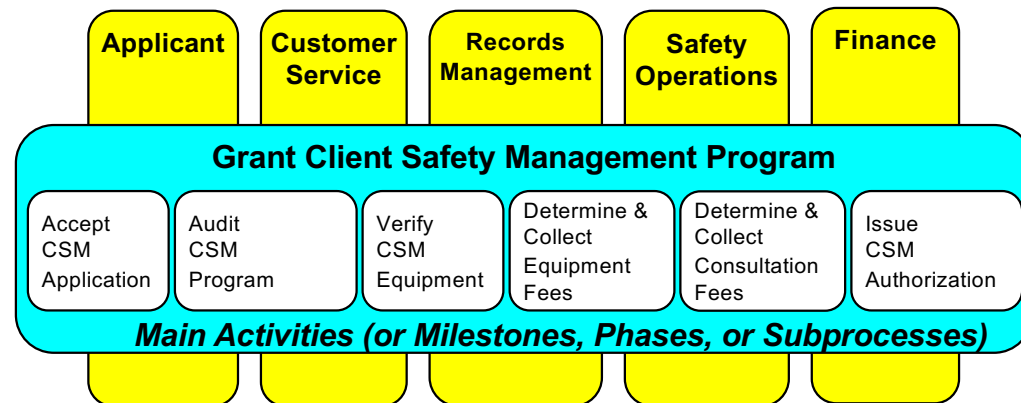 Applicant
Customer
Service
Records
Management
Safety
Operations
Finance
Grant Client Safety Management Program
Accept
CSM
Application
Audit
CSM
Program
Verify
CSM
Equipment
Determine &
Collect
Equipment
Fees
Determine &
Collect
Consultation
Fees
Issue
CSM
Authorization
Main Activities (or Milestones, Phases, or Subprocesses)